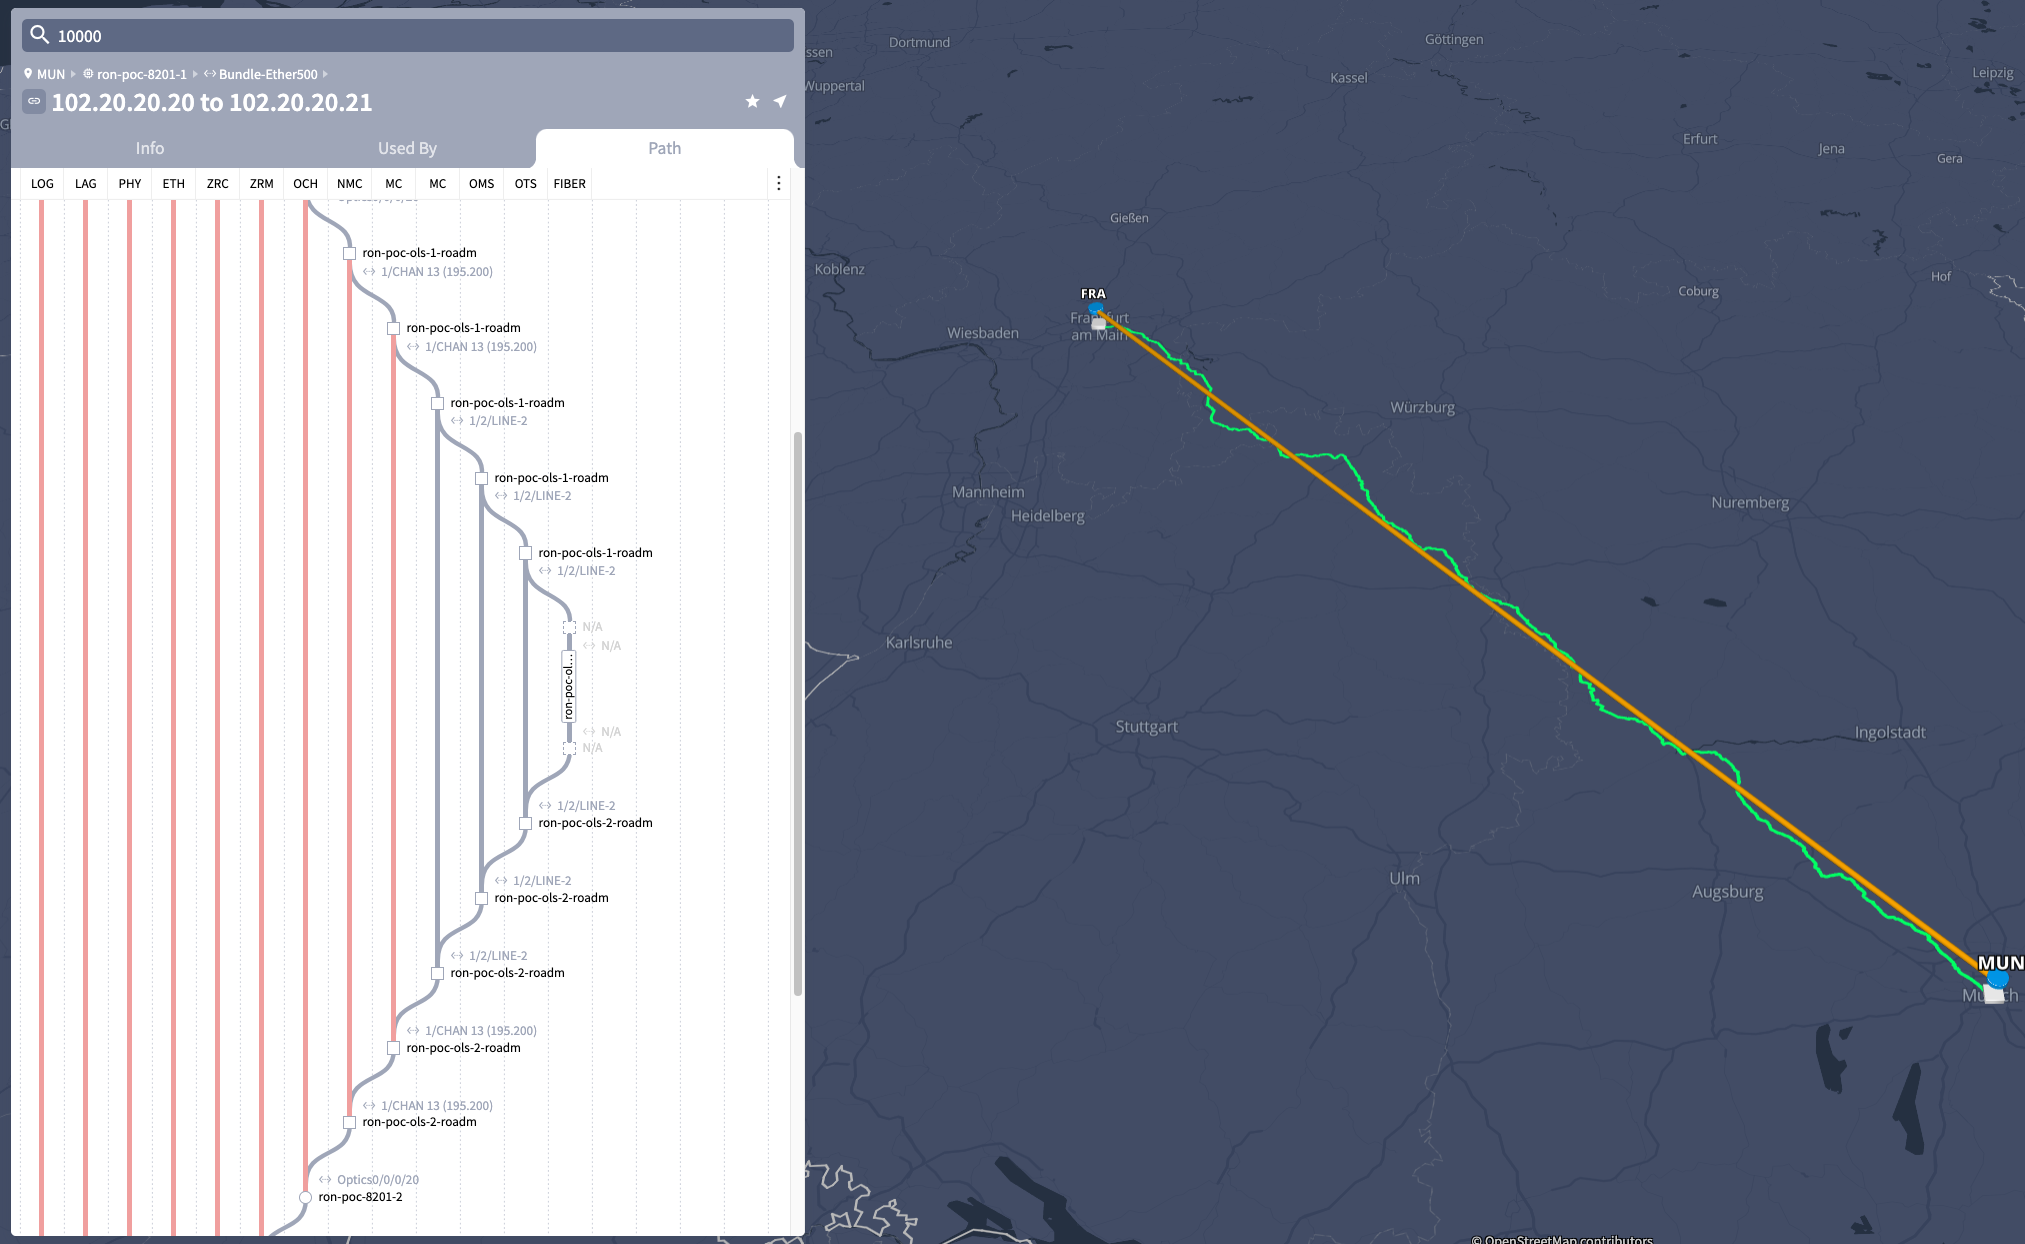 10000
MUN ron-poc-8201-1 Bundle-Ether500
102.20.20.20 to 102.20.20.21
Info Used By Path
LOG LAG PHY ETH ZRC ZRM OCH NMC MC MC OMS OTS FIBER
Optics0/0/0/20
ron-poc-ols-1-roadm
1/CHAN 13 (195.200)
ron-poc-ols-1-roadm
1/CHAN 13 (195.200)
ron-poc-ols-1-roadm
1/2/LINE-2
ron-poc-ols-1-roadm
1/2/LINE-2
ron-poc-ols-1-roadm
1/2/LINE-2
N/A
N/A
ron-poc-ol...
N/A
N/A
1/2/LINE-2
ron-poc-ols-2-roadm
1/2/LINE-2
ron-poc-ols-2-roadm
1/2/LINE-2
ron-poc-ols-2-roadm
1/CHAN 13 (195.200)
ron-poc-ols-2-roadm
1/CHAN 13 (195.200)
ron-poc-ols-2-roadm
Optics0/0/0/20
ron-poc-8201-2
ssen
Dortmund
Göttingen
Kassel
Leipzig
Wuppertal
Erfurt
Jena
Gera
Gießen
Koblenz
Hof
Coburg
FRA
Frankfurt
am Main
Wiesbaden
Würzburg
Mannheim
Heidelberg
Nuremberg
Karlsruhe
Stuttgart
Ingolstadt
Ulm
Augsburg
MUN
Munich
© OpenStreetMap contributors